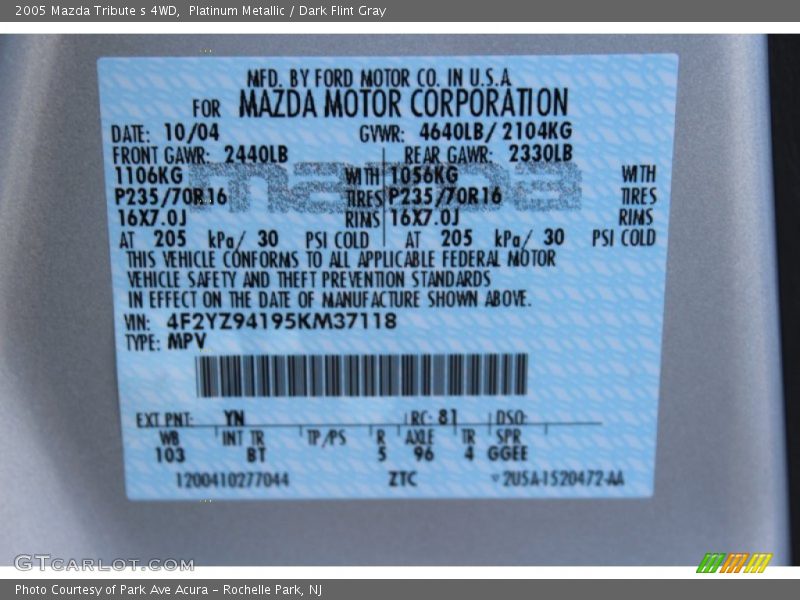 2005 Mazda Tribute s 4WD, Platinum Metallic / Dark Flint Gray
MFD. BY FORD MOTOR CO. IN U.S.A
FOR MAZDA MOTOR CORPORATION
DATE: 10/04 GVWR: 4640LB/ 2104KG
FRONT GAWR: 2440LB REAR GAWR: 2330LB
1106KG WITH 1056KG WITH
P235/70R16 TIRES P235/70R16 TIRES
mazda
16X7.0J RIMS 16X7.0J RIMS
AT 205 kPa/ 30 PSI COLD AT 205 kPa/ 30 PSI COLD
THIS VEHICLE CONFORMS TO ALL APPLICABLE FEDERAL MOTOR
VEHICLE SAFETY AND THEFT PREVENTION STANDARDS
IN EFFECT ON THE DATE OF MANUFACTURE SHOWN ABOVE.
VIN: 4F2YZ94195KM37118
TYPE: MPV
EXT PNT: YN RC: 81 DSO:
WB INT TR TP/PS R AXLE TR SPR
103 BT 5 96 4 GGEE
1200410277044 ZTC 2U5A-1520472-AA
GTCARLOT.COM
Photo Courtesy of Park Ave Acura – Rochelle Park, NJ